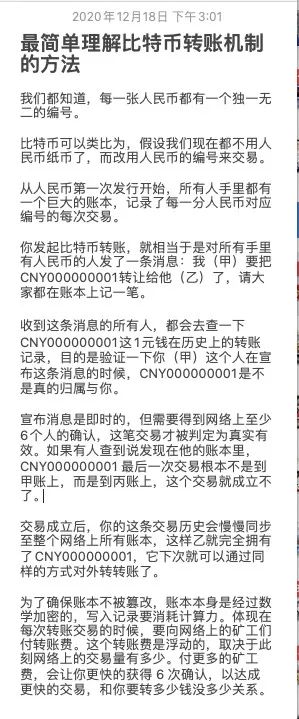 2020年12月18日 下午3:01
最简单理解比特币转账机制
的方法
我们都知道，每一张人民币都有一个独一无
二的编号。
比特币可以类比为，假设我们现在都不用人
民币纸币了，而改用人民币的编号来交易。
从人民币第一次发行开始，所有人手里都有
一个巨大的账本，记录了每一分人民币对应
编号的每次交易。
你发起比特币转账，就相当于是对所有手里
有人民币的人发了一条消息：我（甲）要把
CNY000000001转让给他（乙）了，请大
家都在账本上记一笔。
收到这条消息的所有人，都会去查一下
CNY000000001这1元钱在历史上的转账
记录，目的是验证一下你（甲）这个人在宣
布这条消息的时候，CNY000000001是不
是真的归属与你。
宣布消息是即时的，但需要得到网络上至少
6个人的确认，这笔交易才被判定为真实有
效。如果有人查到说发现在他的账本里，
CNY000000001 最后一次交易根本不是到
甲账上，而是到丙账上，这个交易就成立不
了。
交易成立后，你的这条交易历史会慢慢同步
至整个网络上所有账本，这样乙就完全拥有
了CNY000000001，它下次就可以通过同
样的方式对外转转账了。
为了确保账本不被篡改，账本本身是经过数
学加密的，写入记录要消耗计算力。体现在
每次转账交易的时候，要向网络上的矿工们
付转账费。这个转账费是浮动的，取决于此
刻网络上的交易量有多少。付更多的矿工
费，会让你更快的获得 6 次确认，以达成
更快的交易，和你要转多少钱没多少关系。